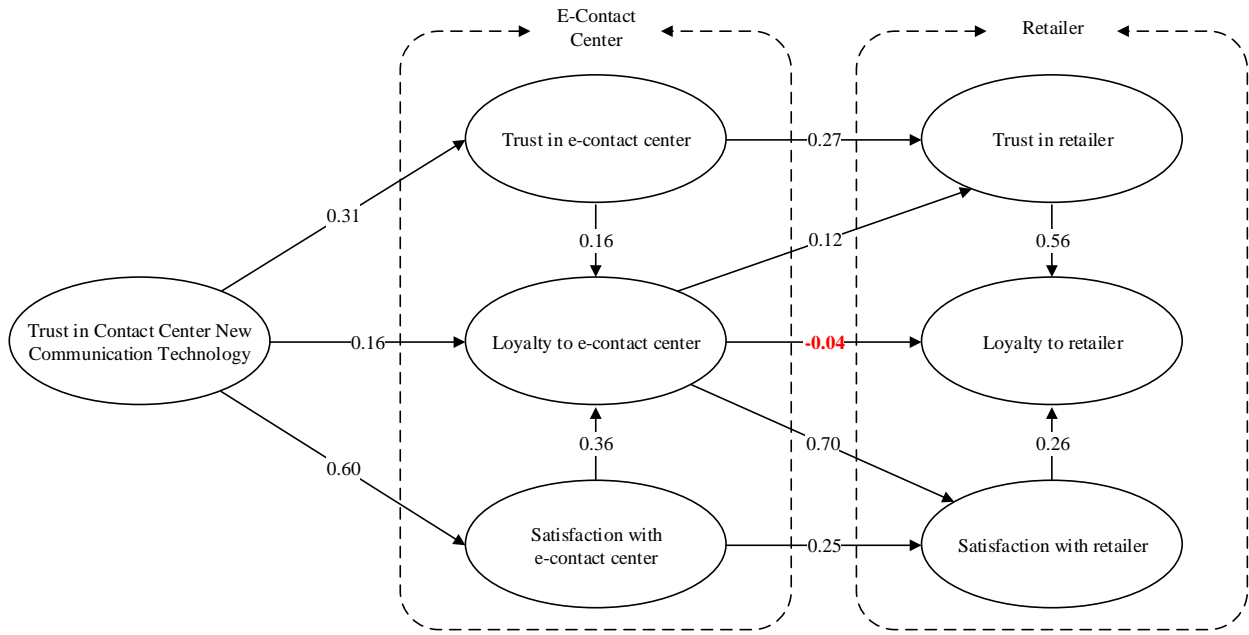 E-Contact
Center
Retailer
Trust in e-contact center
0.27
Trust in retailer
0.31
0.16
0.12
0.56
Trust in Contact Center New
Communication Technology
0.16
Loyalty to e-contact center
-0.04
Loyalty to retailer
0.60
0.36
0.70
0.26
Satisfaction with
e-contact center
0.25
Satisfaction with retailer